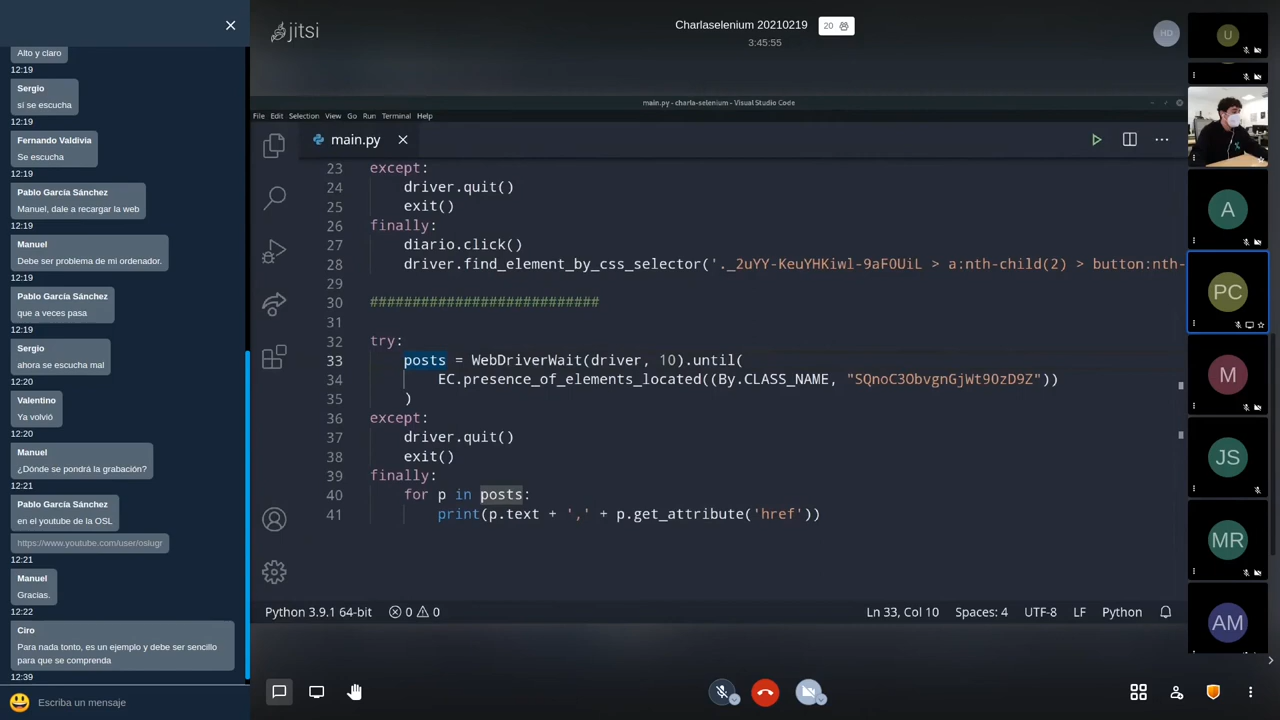 Alto y claro
12:19
Sergio
sí se escucha
12:19
Fernando Valdivia
Se escucha
12:19
Pablo García Sánchez
Manuel, dale a recargar la web
12:19
Manuel
Debe ser problema de mi ordenador.
12:19
Pablo García Sánchez
que a veces pasa
12:19
Sergio
ahora se escucha mal
12:20
Valentino
Ya volvió
12:20
Manuel
¿Dónde se pondrá la grabación?
12:21
Pablo García Sánchez
en el youtube de la OSL
https://www.youtube.com/user/oslugr
12:21
Manuel
Gracias.
12:22
Ciro
Para nada tonto, es un ejemplo y debe ser sencillo
para que se comprenda
12:39
Escriba un mensaje
jitsi
Charlaselenium 20210219
20
3:45:55
HD
main.py - charla-selenium - Visual Studio Code
File Edit Selection View Go Run Terminal Help
main.py
23 except:
24 driver.quit()
25 exit()
26 finally:
27 diario.click()
28 driver.find_element_by_css_selector('._2uYY-KeuYHKiwl-9aF0UiL > a:nth-child(2) > button:nth-
29
30 ###########################
31
32 try:
33 posts = WebDriverWait(driver, 10).until(
34 EC.presence_of_elements_located((By.CLASS_NAME, "SQnoC3ObvgnGjWt90zD9Z"))
35 )
36 except:
37 driver.quit()
38 exit()
39 finally:
40 for p in posts:
41 print(p.text + ',' + p.get_attribute('href'))
Python 3.9.1 64-bit
0 0
Ln 33, Col 10
Spaces: 4
UTF-8
LF
Python
U
A
PC
M
JS
MR
AM